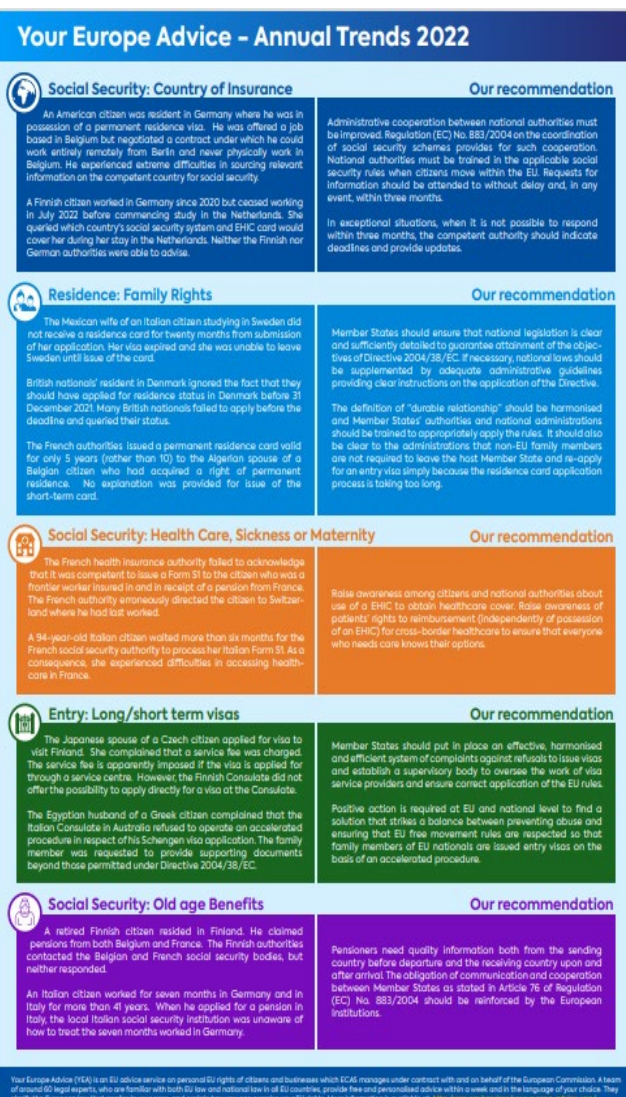 Your Europe Advice - Annual Trends 2022
Social Security: Country of Insurance
An American citizen was resident in Germany where he was in
possession of a permanent residence visa. He was offered a job
based in Belgium but negotiated a contract under which he could
work entirely remotely from Berlin and never physically work in
Belgium. He experienced extreme difficulties in sourcing relevant
information on the competent country for social security.
A Finnish citizen worked in Germany since 2020 but ceased working
in July 2022 before commencing study in the Netherlands. She
queried which country's social security system and EHIC card would
cover her during her stay in the Netherlands. Neither the Finnish nor
German authorities were able to advise.
Our recommendation
Administrative cooperation between national authorities must
be improved. Regulation (EC) No. 883/2004 on the coordination
of social security schemes provides for such cooperation.
National authorities must be trained in the applicable social
security rules when citizens move within the EU. Requests for
information should be attended to without delay and, in any
event, within three months.
In exceptional situations, when it is not possible to respond
within three months, the competent authority should indicate
deadlines and provide updates.
Residence: Family Rights
The Mexican wife of an Italian citizen studying in Sweden did
not receive a residence card for twenty months from submission
of her application. Her visa expired and she was unable to leave
Sweden until issue of the card.
British nationals' resident in Denmark ignored the fact that they
should have applied for residence status in Denmark before 31
December 2021. Many British nationals failed to apply before the
deadline and queried their status.
The French authorities issued a permanent residence card valid
for only 5 years (rather than 10) to the Algerian spouse of a
Belgian citizen who had acquired a right of permanent
residence. No explanation was provided for issue of the
short-term card.
Our recommendation
Member States should ensure that national legislation is clear
and sufficiently detailed to guarantee attainment of the objec-
tives of Directive 2004/38/EC. If necessary, national laws should
be supplemented by adequate administrative guidelines
providing clear instructions on the application of the Directive.
The definition of "durable relationship" should be harmonised
and Member States' authorities and national administrations
should be trained to appropriately apply the rules. It should also
be clear to the administrations that non-EU family members
are not required to leave the host Member State and re-apply
for an entry visa simply because the residence card application
process is taking too long.
Social Security: Health Care, Sickness or Maternity
The French health insurance authority failed to acknowledge
that it was competent to issue a Form S1 to the citizen who was a
frontier worker insured in and in receipt of a pension from France.
The French authority erroneously directed the citizen to Switzer-
land where he had last worked.
A 94-year-old Italian citizen waited more than six months for the
French social security authority to process her Italian Form S1. As a
consequence, she experienced difficulties in accessing health-
care in France.
Our recommendation
Raise awareness among citizens and national authorities about
use of a EHIC to obtain healthcare cover. Raise awareness of
patients' rights to reimbursement (independently of possession
of an EHIC) for cross-border healthcare to ensure that everyone
who needs care knows their options.
Entry: Long/short term visas
The Japanese spouse of a Czech citizen applied for visa to
visit Finland. She complained that a service fee was charged.
The service fee is apparently imposed if the visa is applied for
through a service centre. However, the Finnish Consulate did not
offer the possibility to apply directly for a visa at the Consulate.
The Egyptian husband of a Greek citizen complained that the
Italian Consulate in Australia refused to operate an accelerated
procedure in respect of his Schengen visa application. The family
member was requested to provide supporting documents
beyond those permitted under Directive 2004/38/EC.
Our recommendation
Member States should put in place an effective, harmonised
and efficient system of complaints against refusals to issue visas
and establish a supervisory body to oversee the work of visa
service providers and ensure correct application of the EU rules.
Positive action is required at EU and national level to find a
solution that strikes a balance between preventing abuse and
ensuring that EU free movement rules are respected so that
family members of EU nationals are issued entry visas on the
basis of an accelerated procedure.
Social Security: Old age Benefits
A retired Finnish citizen resided in Finland. He claimed
pensions from both Belgium and France. The Finnish authorities
contacted the Belgian and French social security bodies, but
neither responded.
An Italian citizen worked for seven months in Germany and in
Italy for more than 41 years. When he applied for a pension in
Italy, the local Italian social security institution was unaware of
how to treat the seven months worked in Germany.
Our recommendation
Pensioners need quality information both from the sending
country before departure and the receiving country upon and
after arrival. The obligation of communication and cooperation
between Member States as stated in Article 76 of Regulation
(EC) No. 883/2004 should be reinforced by the European
Institutions.
Your Europe Advice (YEA) is an EU advice service on personal EU rights of citizens and businesses which ECAS manages under contract with and on behalf of the European Commission. A team
of around 60 legal experts, who are familiar with both EU law and national law in all EU countries, provide free and personalised advice within a week and in the language of your choice. They